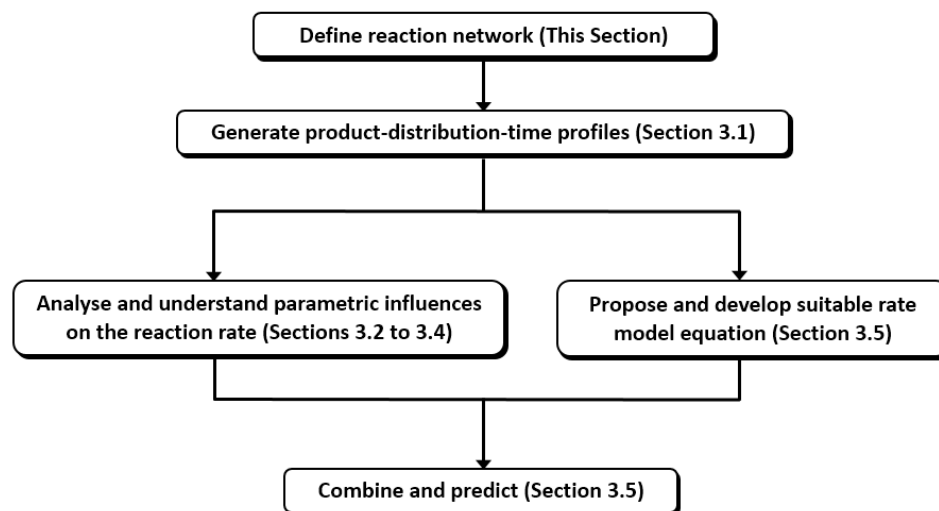 Define reaction network (This Section)
Generate product-distribution-time profiles (Section 3.1)
Analyse and understand parametric influences
on the reaction rate (Sections 3.2 to 3.4)
Propose and develop suitable rate
model equation (Section 3.5)
Combine and predict (Section 3.5)